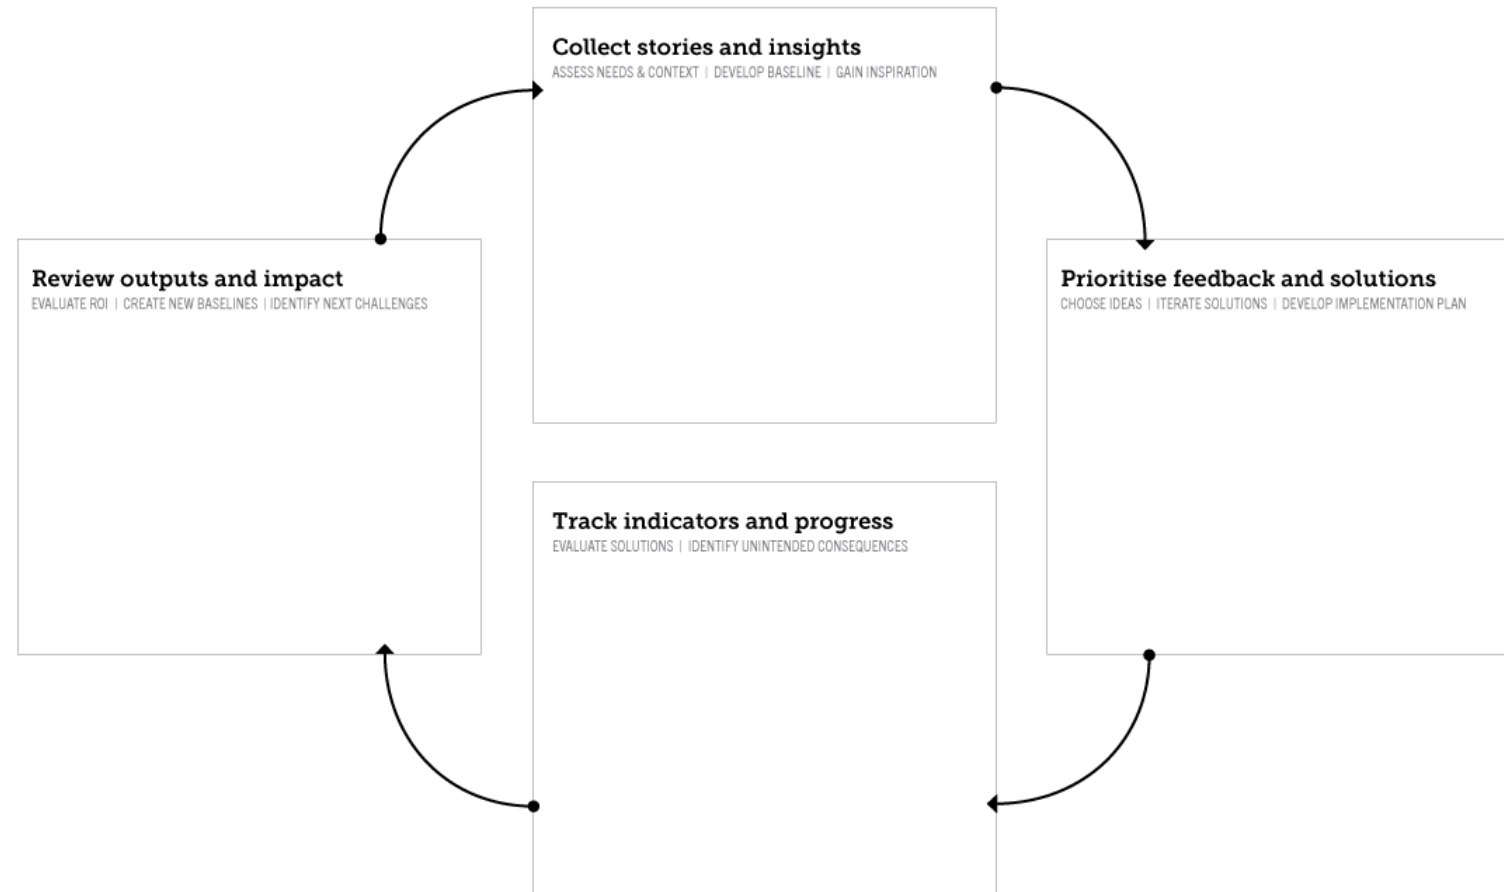 Collect stories and insights
ASSESS NEEDS & CONTEXT | DEVELOP BASELINE | GAIN INSPIRATION
Review outputs and impact
EVALUATE ROI | CREATE NEW BASELINES | IDENTIFY NEXT CHALLENGES
Prioritise feedback and solutions
CHOOSE IDEAS | ITERATE SOLUTIONS | DEVELOP IMPLEMENTATION PLAN
Track indicators and progress
EVALUATE SOLUTIONS | IDENTIFY UNINTENDED CONSEQUENCES